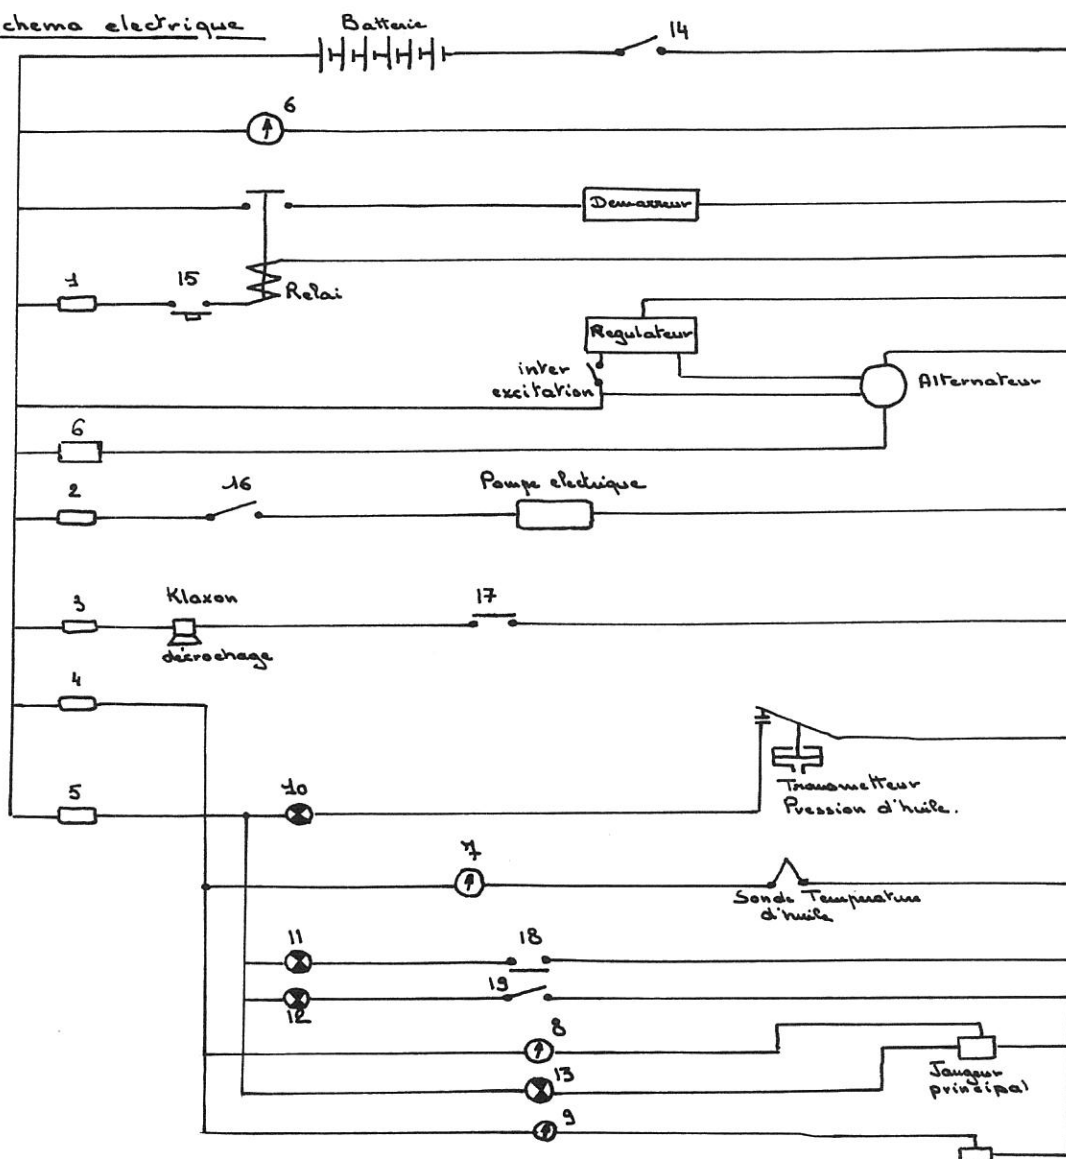 chema electrique
Batterie
14
6
Demarreur
1
15
Relai
Regulateur
inter
excitation
Alternateur
6
2
16
Pompe electrique
3
Klaxon
décrochage
17
4
Transmetteur
Pression d'huile.
5
10
7
Sonde Temperature
d'huile
11
18
12
19
8
13
Jaugeur
principal
9